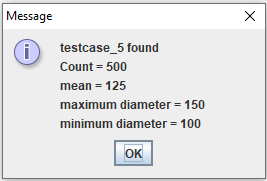 Message
testcase_5 found
Count = 500
mean = 125
maximum diameter = 150
minimum diameter = 100
OK